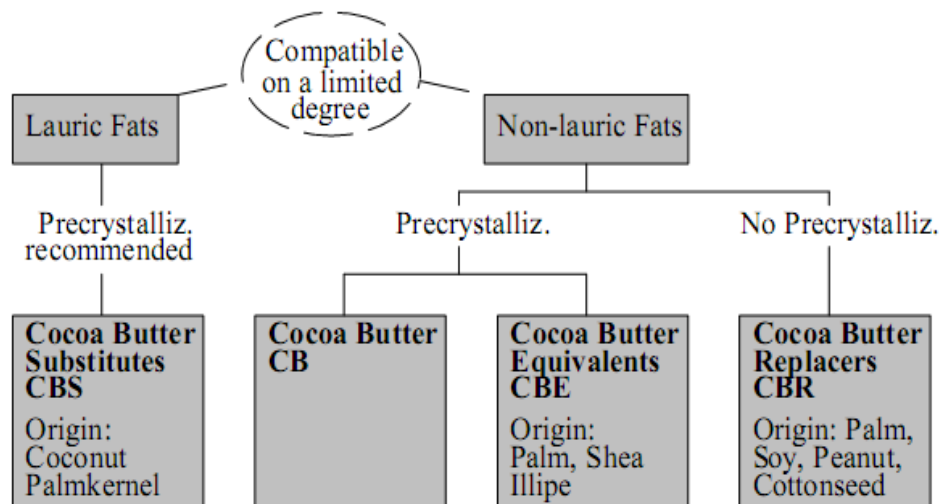 Compatible
on a limited
degree
Lauric Fats
Non-lauric Fats
Precrystalliz.
recommended
Precrystalliz.
No Precrystalliz.
Cocoa Butter
Substitutes
CBS
Origin:
Coconut
Palmkernel
Cocoa Butter
CB
Cocoa Butter
Equivalents
CBE
Origin:
Palm, Shea
Illipe
Cocoa Butter
Replacers
CBR
Origin: Palm,
Soy, Peanut,
Cottonseed